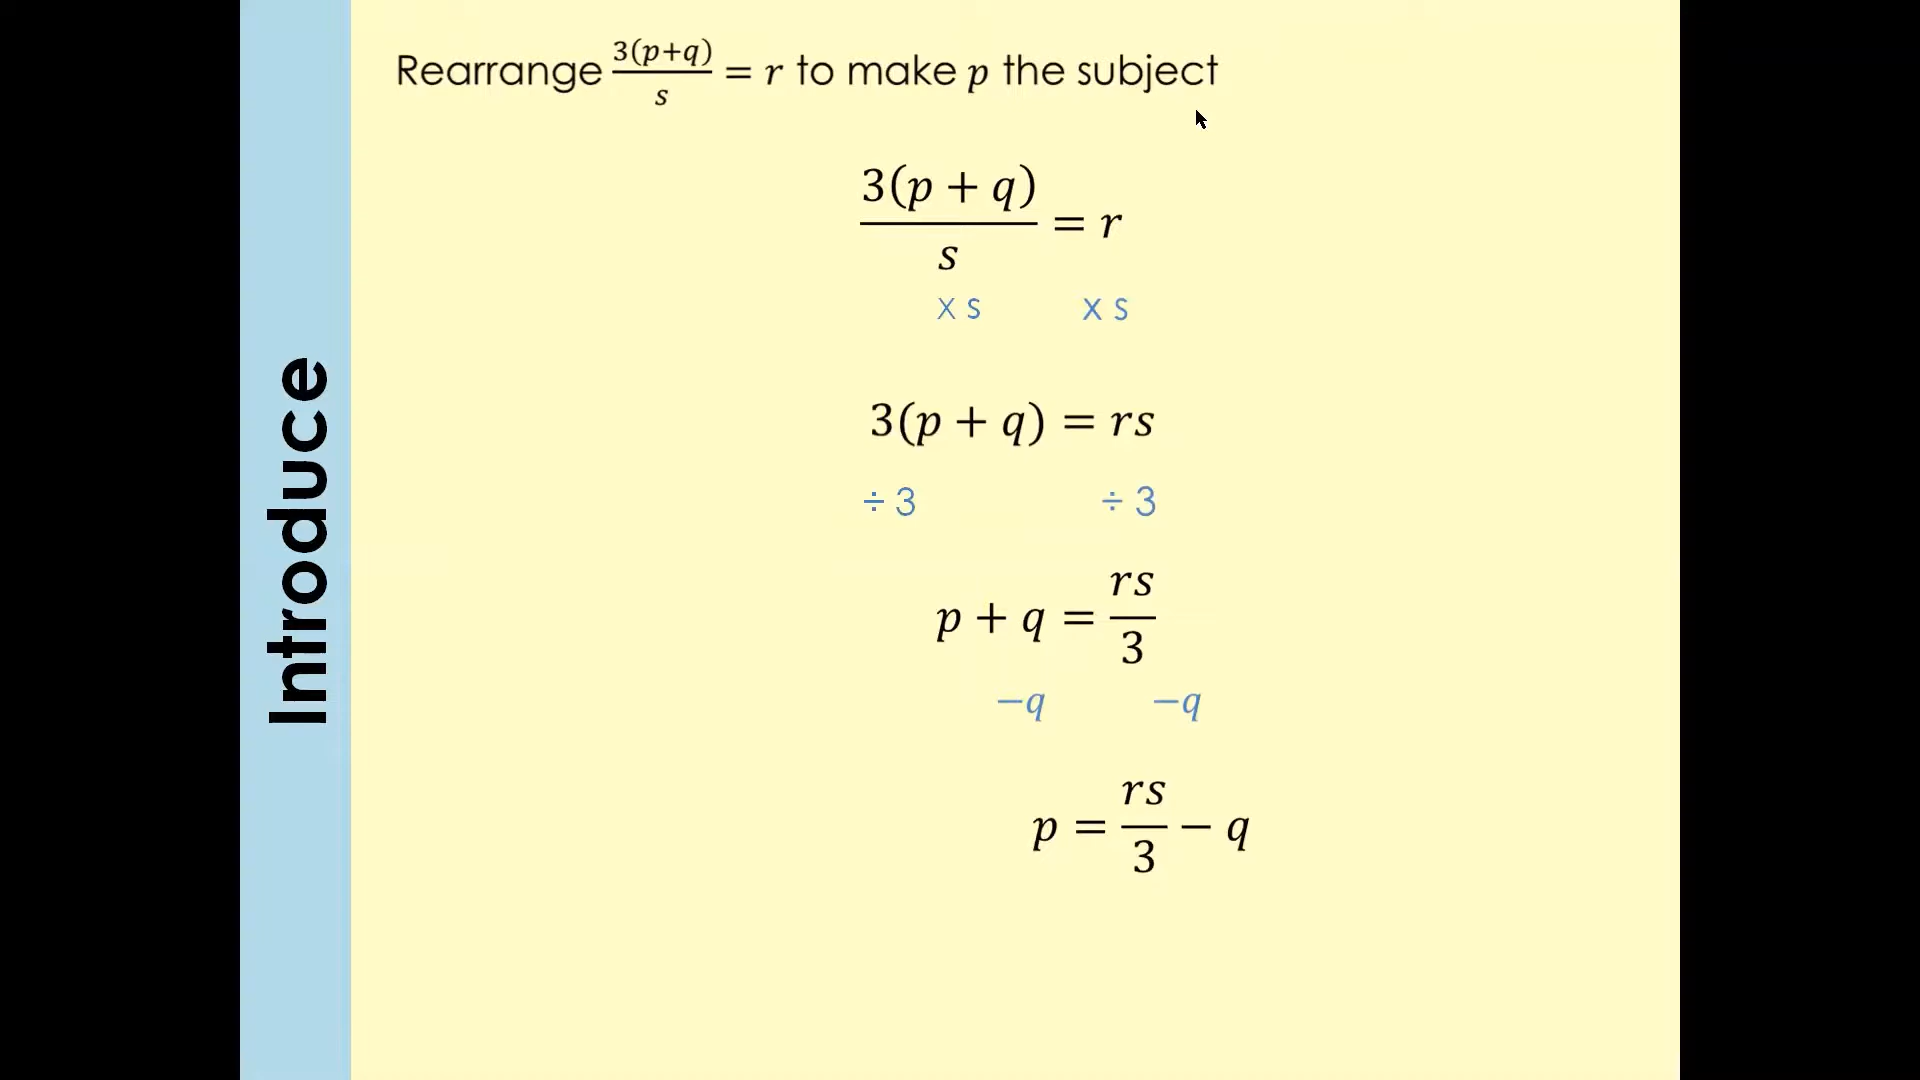 Introduce
Rearrange 3(p+q)/s = r to make p the subject
3(p + q)/s = r
x s x s
3(p + q) = rs
÷ 3 ÷ 3
p + q = rs/3
−q −q
p = rs/3 − q